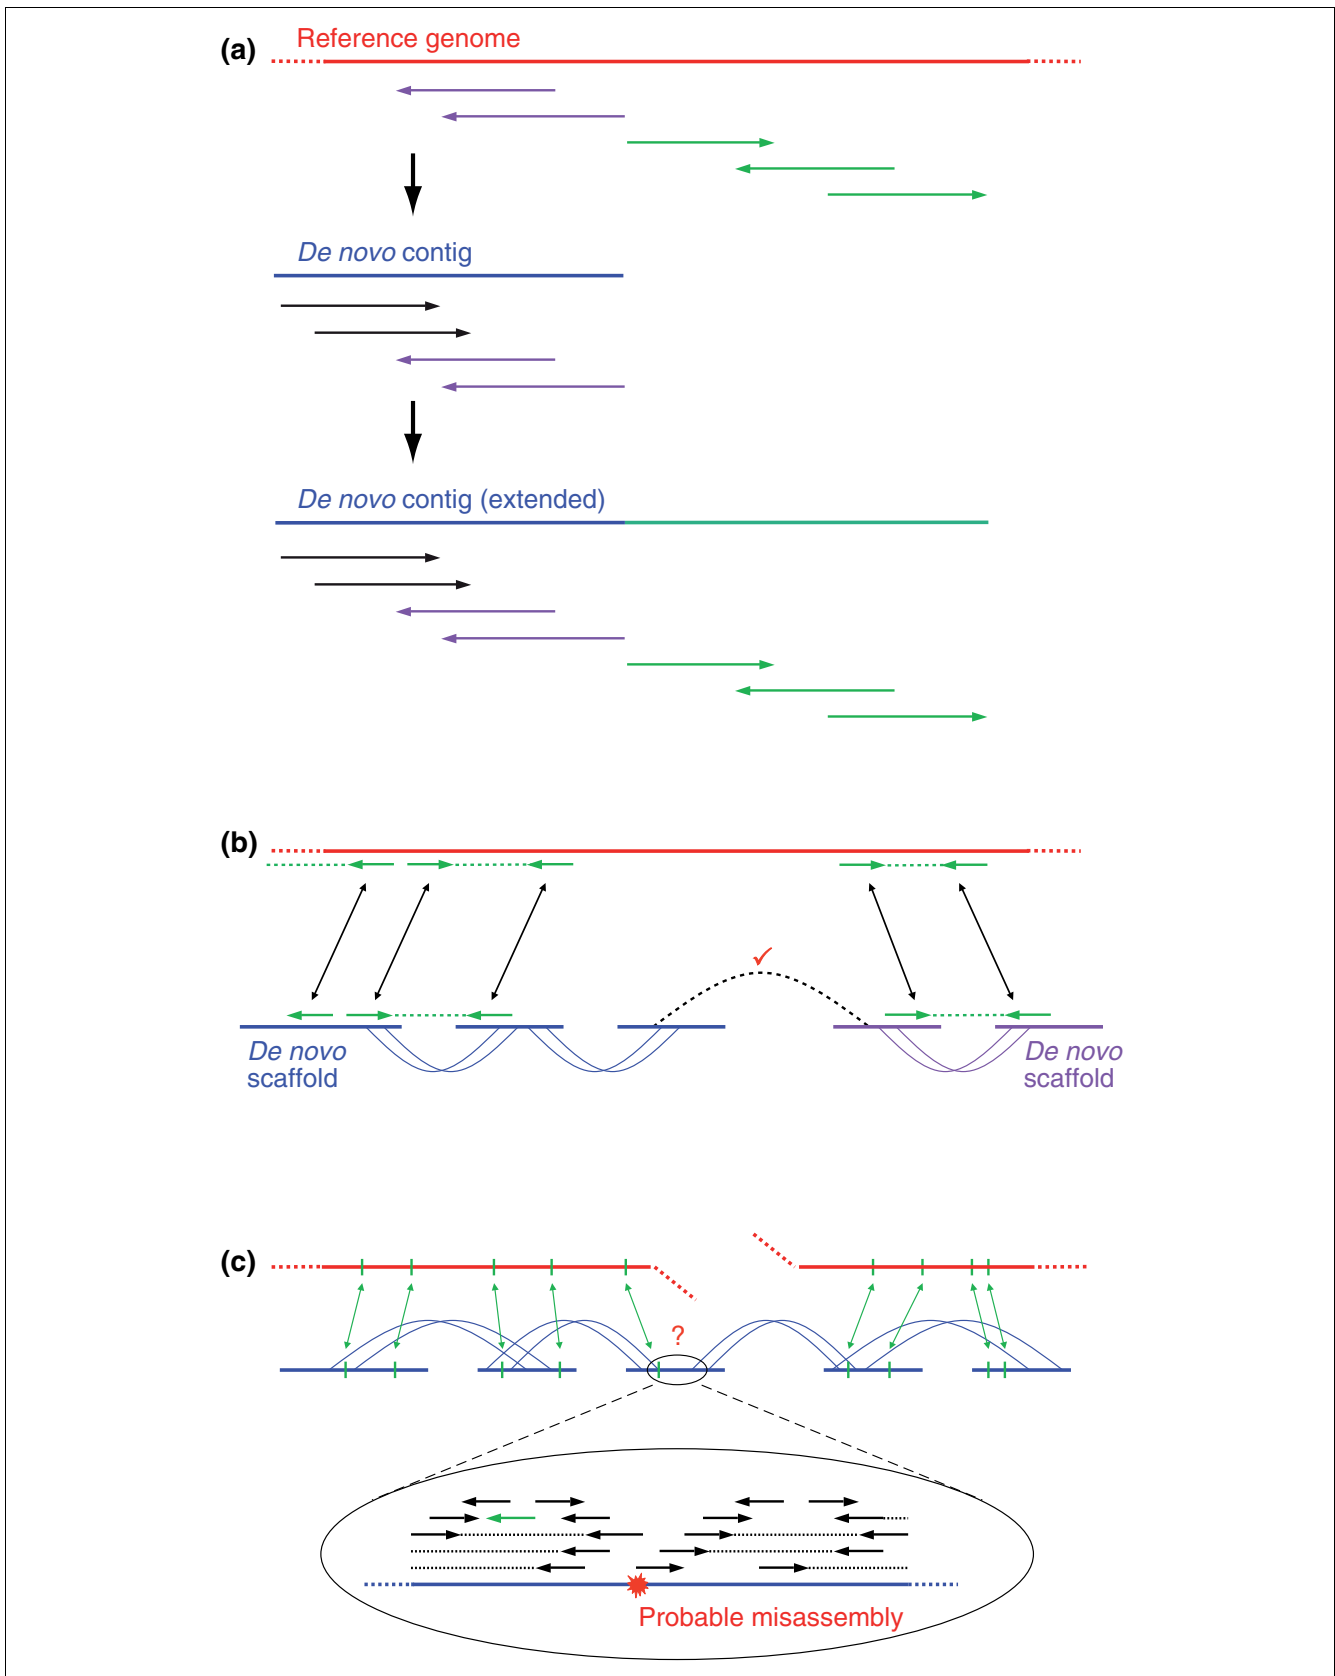 (a)
Reference genome
De novo contig
De novo contig (extended)
(b)
✓
De novo
scaffold
De novo
scaffold
(c)
?
Probable misassembly